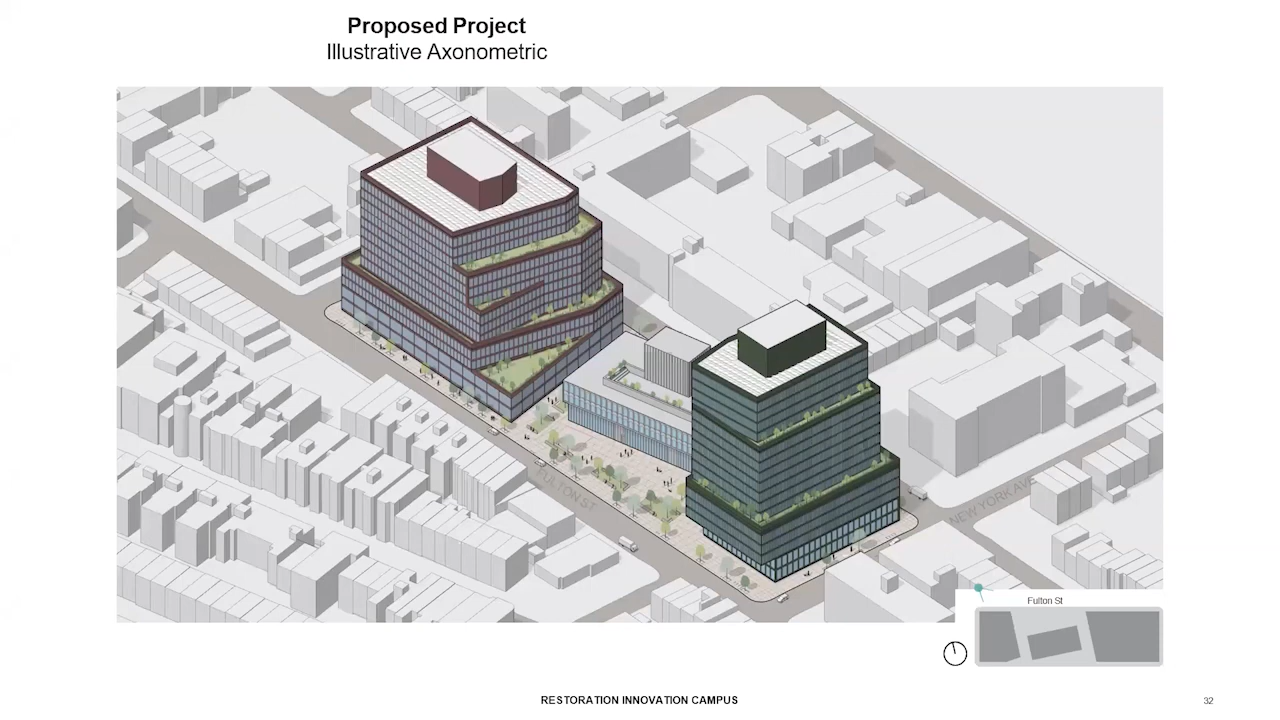 Proposed Project
Illustrative Axonometric
FULTON ST
NEW YORK AVE
Fulton St
RESTORATION INNOVATION CAMPUS
32